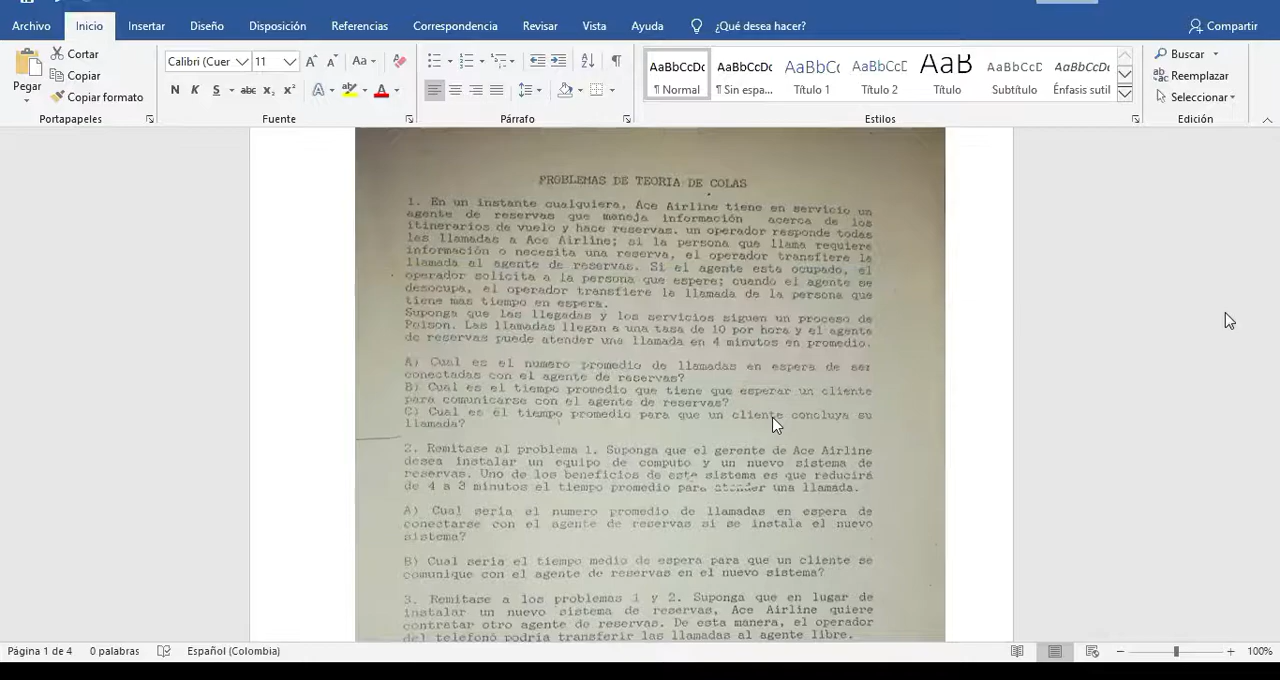 Archivo Inicio Insertar Diseño Disposición Referencias Correspondencia Revisar Vista Ayuda ¿Qué desea hacer? Compartir
Pegar
Cortar
Copiar
Copiar formato
Portapapeles
Calibri (Cuer 11
N K S abc x₂ x²
Fuente
Párrafo
AaBbCcDc AaBbCcDc AaBbCc AaBbCcD AaB AaBbCcD AaBbCcDc
¶ Normal ¶ Sin espa... Título 1 Título 2 Título Subtítulo Énfasis sutil
Estilos
Buscar
Reemplazar
Seleccionar
Edición
PROBLEMAS DE TEORIA DE COLAS
1. En un instante cualquiera, Ace Airline tiene en servicio un
agente de reservas que maneja información acerca de los
itinerarios de vuelo y hace reservas. un operador responde todas
las llamadas a Ace Airline; si la persona que llama requiere
información o necesita una reserva, el operador transfiere la
llamada al agente de reservas. Si el agente esta ocupado, el
operador solicita a la persona que espere; cuando el agente se
desocupa, el operador transfiere la llamada de la persona que
tiene mas tiempo en espera.
Suponga que las llegadas y los servicios siguen un proceso de
Poison. Las llamadas llegan a una tasa de 10 por hora y el agente
de reservas puede atender una llamada en 4 minutos en promedio.
A) Cual es el numero promedio de llamadas en espera de ser
conectadas con el agente de reservas?
B) Cual es el tiempo promedio que tiene que esperar un cliente
para comunicarse con el agente de reservas?
C) Cual es el tiempo promedio para que un cliente concluya su
llamada?
2. Remitase al problema 1. Suponga que el gerente de Ace Airline
desea instalar un equipo de computo y un nuevo sistema de
reservas. Uno de los beneficios de este sistema es que reducirá
de 4 a 3 minutos el tiempo promedio para atender una llamada.
A) Cual seria el numero promedio de llamadas en espera de
conectarse con el agente de reservas si se instala el nuevo
sistema?
B) Cual seria el tiempo medio de espera para que un cliente se
comunique con el agente de reservas en el nuevo sistema?
3. Remitase a los problemas 1 y 2. Suponga que en lugar de
instalar un nuevo sistema de reservas, Ace Airline quiere
contratar otro agente de reservas. De esta manera, el operador
del telefonó podria transferir las llamadas al agente libre.
Página 1 de 4 0 palabras Español (Colombia) 100%